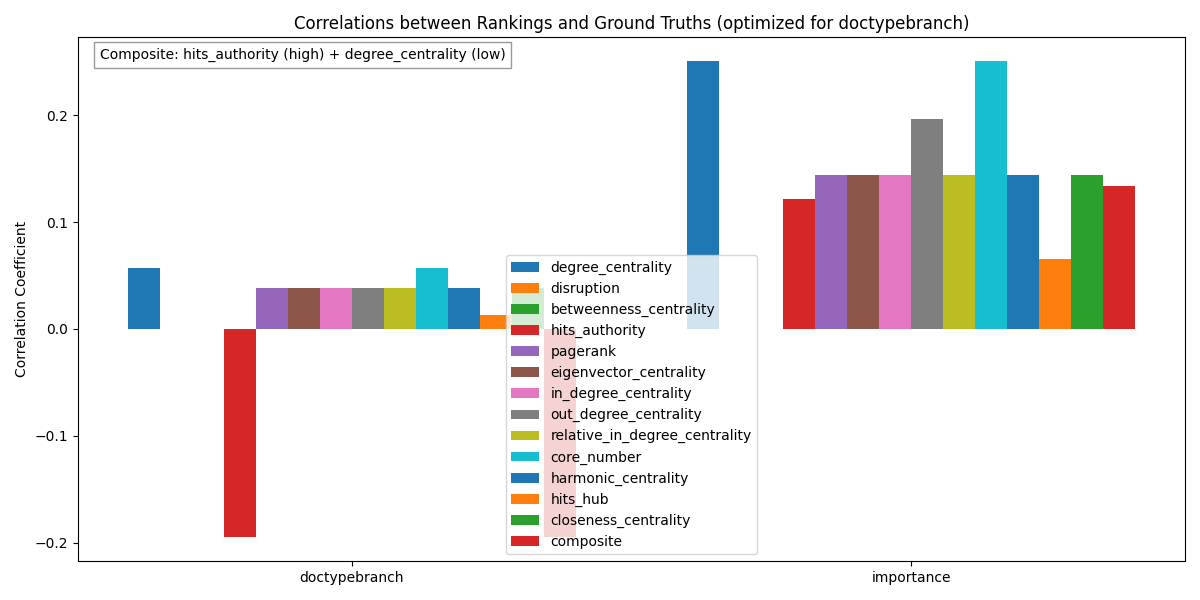 Correlations between Rankings and Ground Truths (optimized for doctypebranch)
Composite: hits_authority (high) + degree_centrality (low)
Correlation Coefficient
0.2
0.1
0.0
−0.1
−0.2
degree_centrality
disruption
betweenness_centrality
hits_authority
pagerank
eigenvector_centrality
in_degree_centrality
out_degree_centrality
relative_in_degree_centrality
core_number
harmonic_centrality
hits_hub
closeness_centrality
composite
doctypebranch
importance